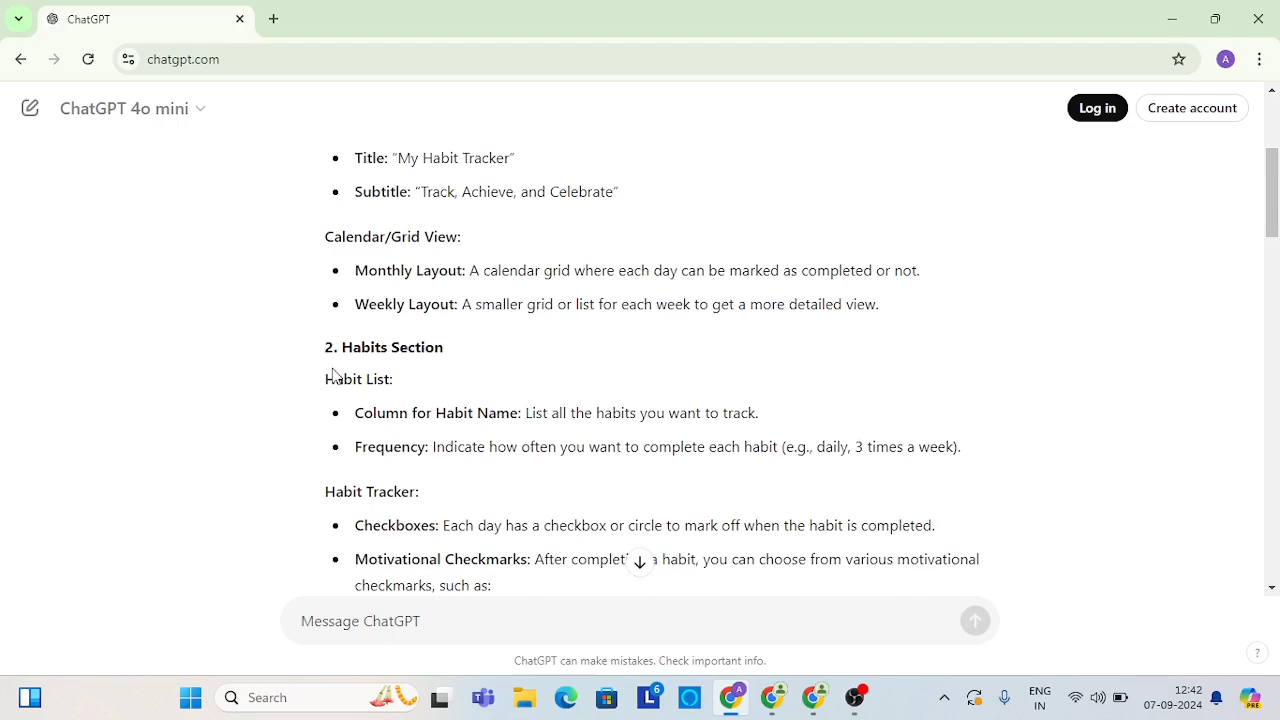 ChatGPT
chatgpt.com
A
ChatGPT 4o mini
Log in
Create account
Title: “My Habit Tracker”
Subtitle: “Track, Achieve, and Celebrate”
Calendar/Grid View:
Monthly Layout: A calendar grid where each day can be marked as completed or not.
Weekly Layout: A smaller grid or list for each week to get a more detailed view.
2. Habits Section
Habit List:
Column for Habit Name: List all the habits you want to track.
Frequency: Indicate how often you want to complete each habit (e.g., daily, 3 times a week).
Habit Tracker:
Checkboxes: Each day has a checkbox or circle to mark off when the habit is completed.
Motivational Checkmarks: After completi a habit, you can choose from various motivational
checkmarks, such as:
Message ChatGPT
ChatGPT can make mistakes. Check important info.
?
Search
L 6
A
ENG
IN
12:42
07-09-2024
PRE